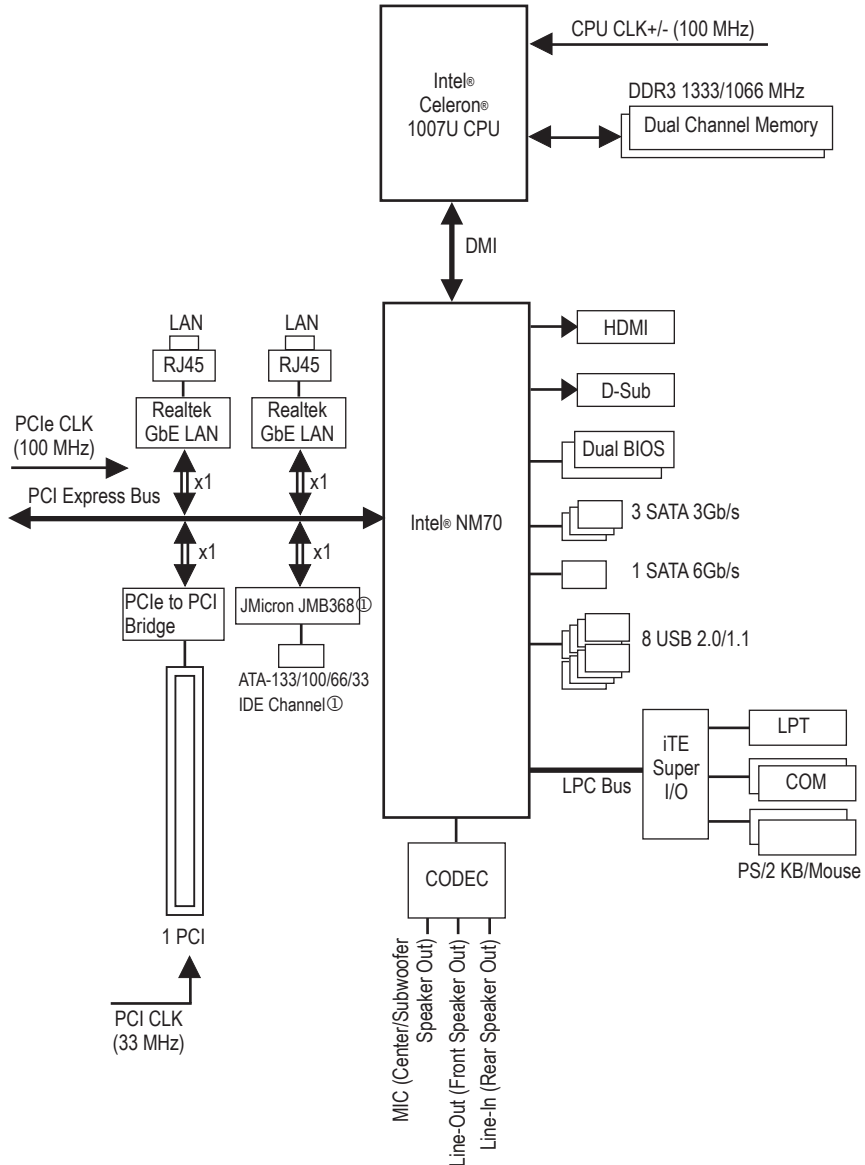 CPU CLK+/- (100 MHz)
Intel®
Celeron®
1007U CPU
DDR3 1333/1066 MHz
Dual Channel Memory
DMI
LAN
RJ45
Realtek
GbE LAN
LAN
RJ45
Realtek
GbE LAN
PCIe CLK
(100 MHz)
x1
x1
PCI Express Bus
x1
x1
PCIe to PCI
Bridge
JMicron JMB368①
ATA-133/100/66/33
IDE Channel①
1 PCI
PCI CLK
(33 MHz)
Intel® NM70
HDMI
D-Sub
Dual BIOS
3 SATA 3Gb/s
1 SATA 6Gb/s
8 USB 2.0/1.1
LPC Bus
iTE
Super
I/O
LPT
COM
PS/2 KB/Mouse
CODEC
MIC (Center/Subwoofer
Speaker Out)
Line-Out (Front Speaker Out)
Line-In (Rear Speaker Out)